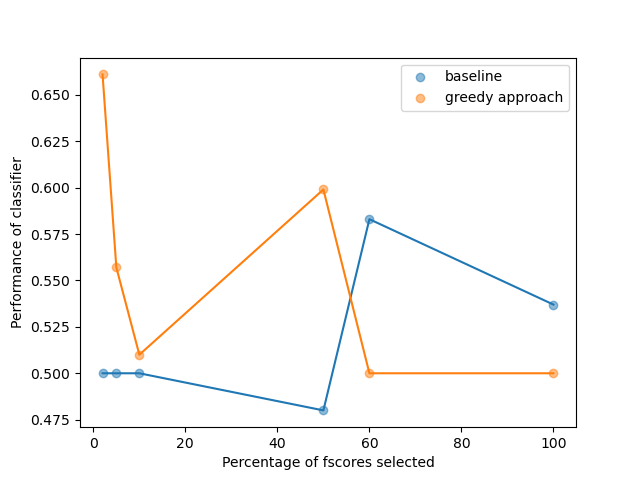 baseline
greedy approach
0.650
0.625
0.600
0.575
0.550
0.525
0.500
0.475
Performance of classifier
0 20 40 60 80 100
Percentage of fscores selected